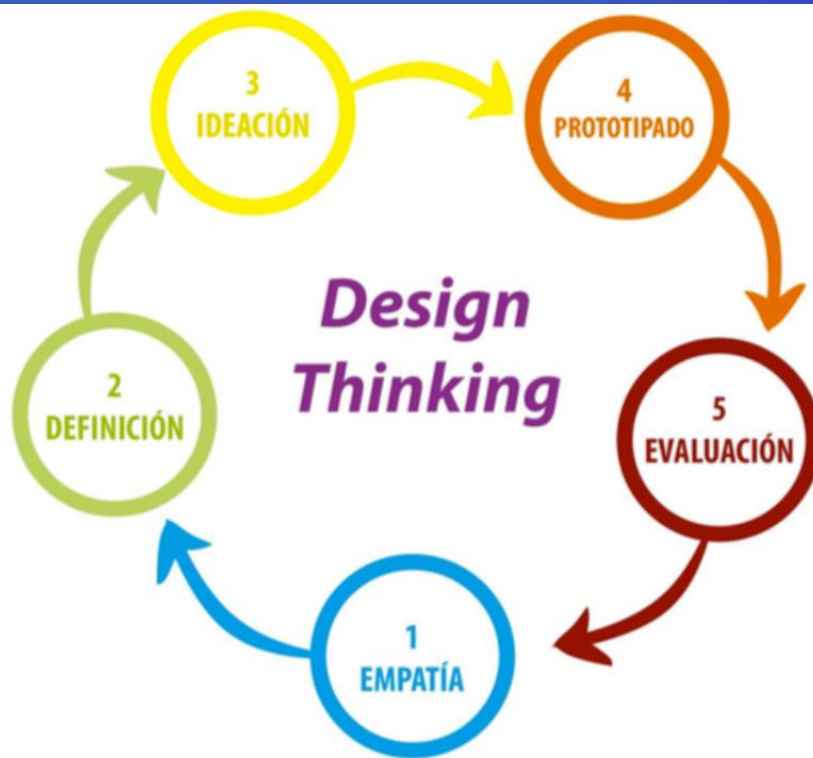 3
IDEACIÓN
4
PROTOTIPADO
Design
Thinking
2
DEFINICIÓN
5
EVALUACIÓN
1
EMPATÍA